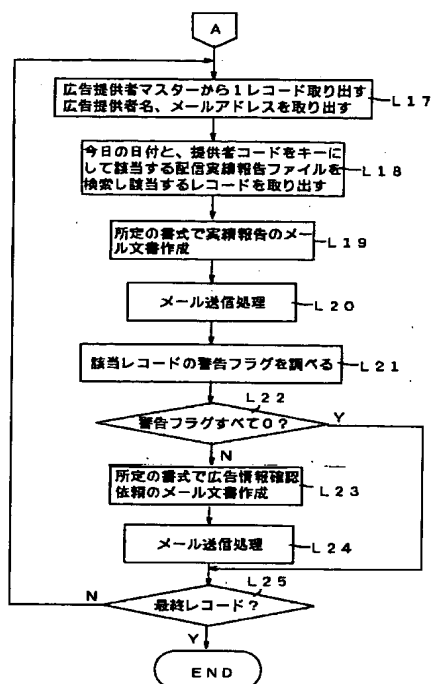 A
広告提供者マスターから1レコード取り出す
広告提供者名、メールアドレスを取り出す
L17
今日の日付と、提供者コードをキーに
して該当する配信実績報告ファイルを
検索し該当するレコードを取り出す
L18
所定の書式で実績報告のメー
ル文書作成
L19
メール送信処理
L20
該当レコードの警告フラグを調べる
L21
L22
警告フラグすべて0?
Y
N
所定の書式で広告情報確認
依頼のメール文書作成
L23
メール送信処理
L24
L25
N
最終レコード?
Y
END